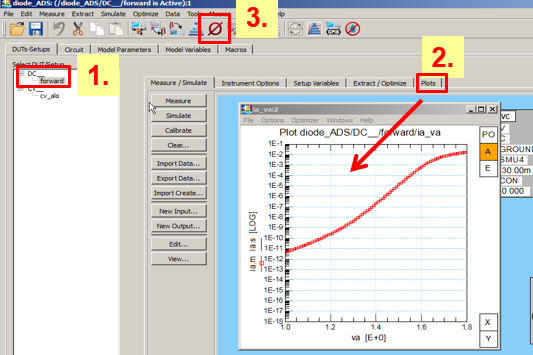 diode_ADS: (/diode_ADS/DC__/forward is Active):1
3.
File Edit Measure Extract Simulate Optimize Data Tools
DUTs-Setups Circuit Model Parameters Model Variables Macros
2.
Select DUT/Setup
DC__
forward
CV__
cv_alo
1.
Measure / Simulate Instrument Options Setup Variables Extract / Optimize Plots
Measure
Simulate
Calibrate
Clear...
Import Data...
Export Data...
Import Create...
New Input...
New Output...
Edit...
View...
ia_va:2
File Options Optimizer Windows Help
Plot diode_ADS/DC__/forward/ia_va
PO
A
E
X
Y
1E-1
1E-2
1E-3
1E-4
1E-5
1E-6
1E-7
1E-8
1E-9
1E-10
1E-11
1E-12
1E-13
1E-14
1E-15
1E-16
1E-17
1E-18
ia.m ia.s [LOG]
1.0 1.2 1.4 1.6 1.8
va [E+0]
VC
V
C
GROUND
SMU4
30.00m
CON
0.000